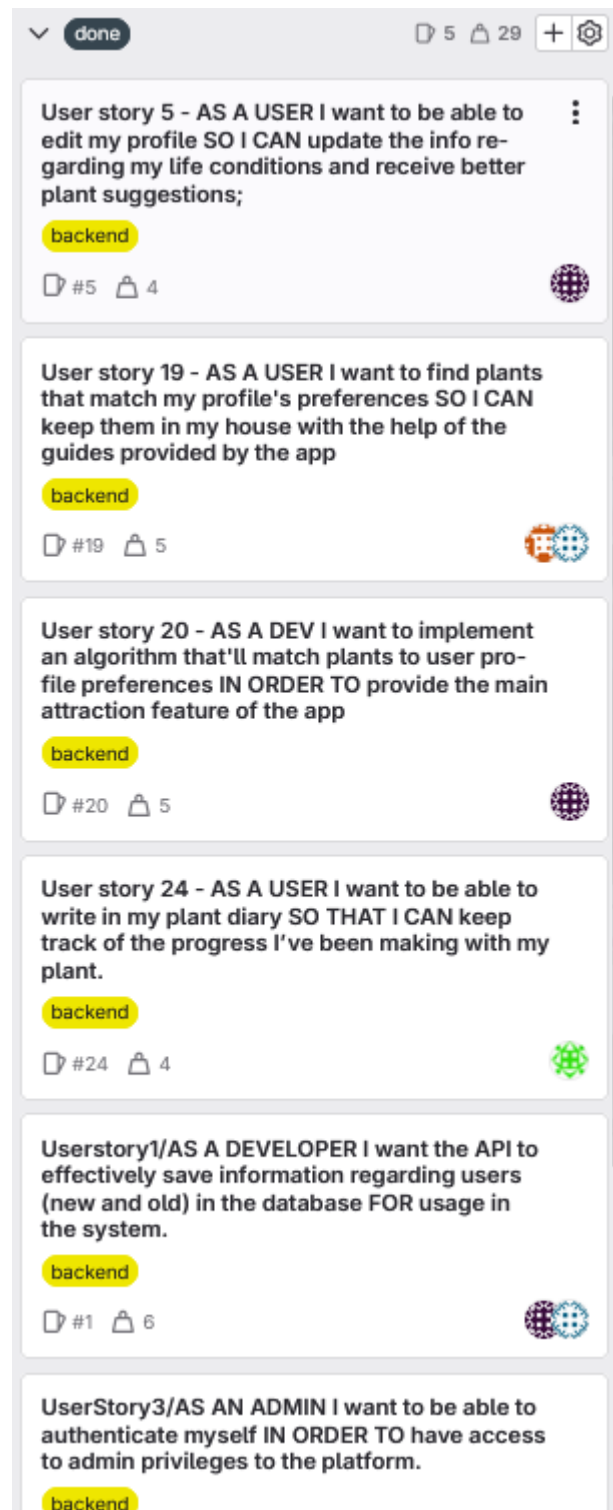 done 5 29
User story 5 - AS A USER I want to be able to
edit my profile SO I CAN update the info re-
garding my life conditions and receive better
plant suggestions;
backend
#5 4
User story 19 - AS A USER I want to find plants
that match my profile's preferences SO I CAN
keep them in my house with the help of the
guides provided by the app
backend
#19 5
User story 20 - AS A DEV I want to implement
an algorithm that'll match plants to user pro-
file preferences IN ORDER TO provide the main
attraction feature of the app
backend
#20 5
User story 24 - AS A USER I want to be able to
write in my plant diary SO THAT I CAN keep
track of the progress I’ve been making with my
plant.
backend
#24 4
Userstory1/AS A DEVELOPER I want the API to
effectively save information regarding users
(new and old) in the database FOR usage in
the system.
backend
#1 6
UserStory3/AS AN ADMIN I want to be able to
authenticate myself IN ORDER TO have access
to admin privileges to the platform.
backend